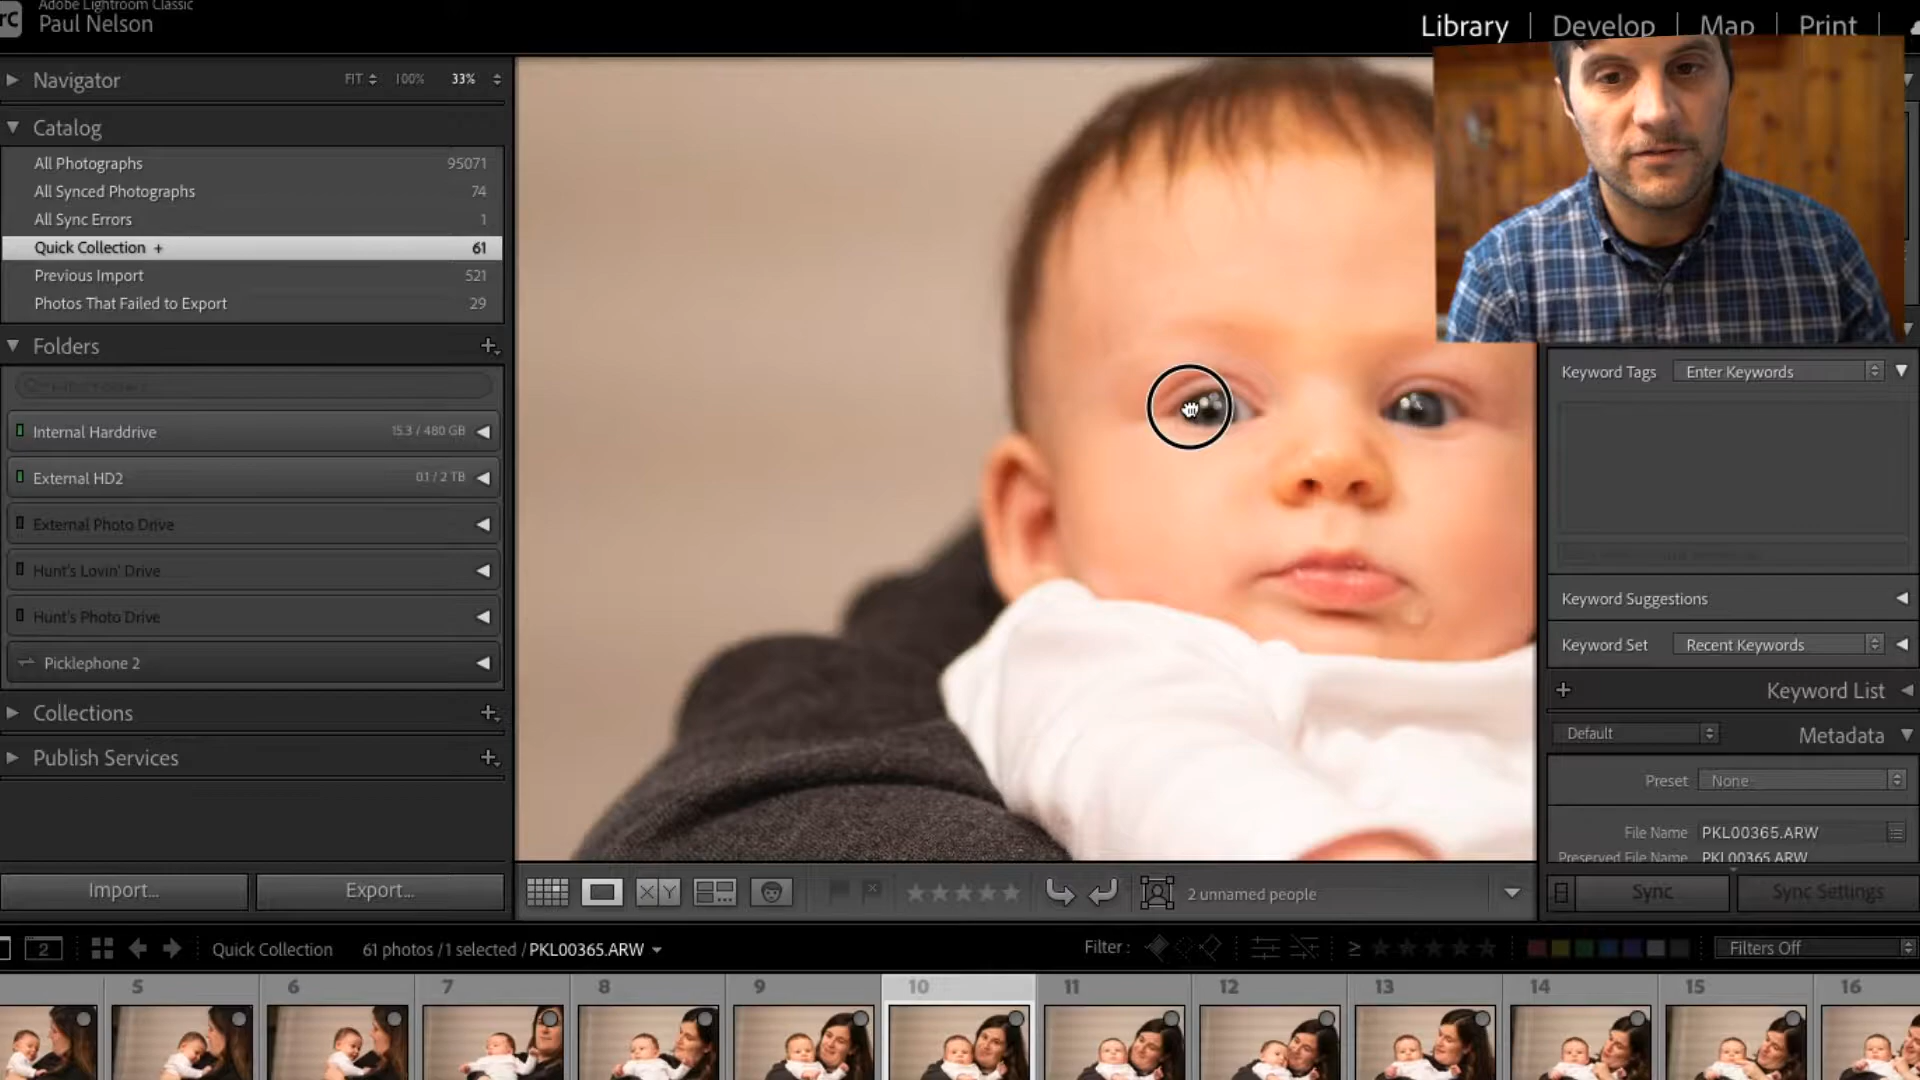 rC
Adobe Lightroom Classic
Paul Nelson
Library | Develop | Map | Print |
Navigator FIT 100% 33%
Catalog
All Photographs 95071
All Synced Photographs 74
All Sync Errors 1
Quick Collection + 61
Previous Import 521
Photos That Failed to Export 29
Folders
Internal Harddrive 15.3 / 480 GB
External HD2 0.1 / 2 TB
External Photo Drive
Hunt's Lovin' Drive
Hunt's Photo Drive
Picklephone 2
Collections
Publish Services
Import... Export...
Keyword Tags Enter Keywords
Keyword Suggestions
Keyword Set Recent Keywords
Keyword List
Default Metadata
Preset None
File Name PKL00365.ARW
Preserved File Name PKL00365.ARW
XY
2 unnamed people
Sync Sync Settings
2 Quick Collection 61 photos / 1 selected / PKL00365.ARW
Filter : ≥ Filters Off
5 6 7 8 9 10 11 12 13 14 15 16